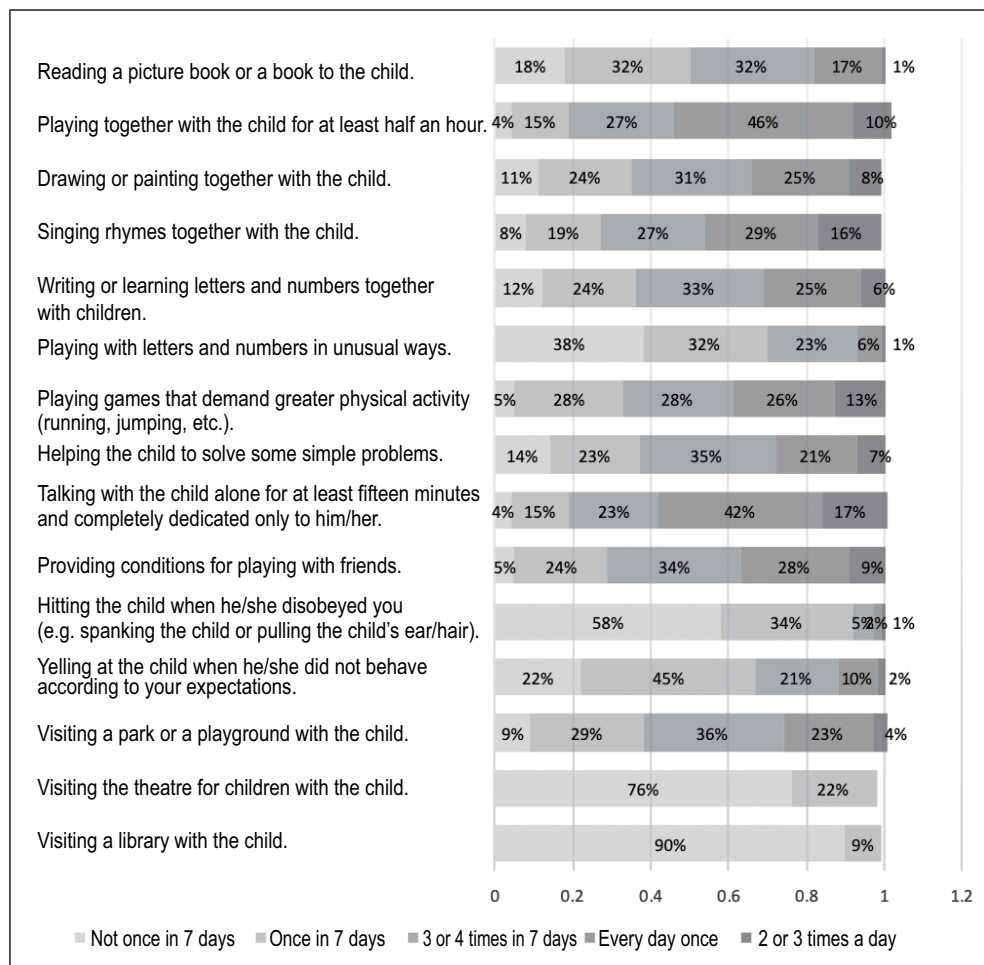 Reading a picture book or a book to the child. 18% 32% 32% 17% 1%
Playing together with the child for at least half an hour. 4% 15% 27% 46% 10%
Drawing or painting together with the child. 11% 24% 31% 25% 8%
Singing rhymes together with the child. 8% 19% 27% 29% 16%
Writing or learning letters and numbers together
with children. 12% 24% 33% 25% 6%
Playing with letters and numbers in unusual ways. 38% 32% 23% 6% 1%
Playing games that demand greater physical activity
(running, jumping, etc.). 5% 28% 28% 26% 13%
Helping the child to solve some simple problems. 14% 23% 35% 21% 7%
Talking with the child alone for at least fifteen minutes
and completely dedicated only to him/her. 4% 15% 23% 42% 17%
Providing conditions for playing with friends. 5% 24% 34% 28% 9%
Hitting the child when he/she disobeyed you
(e.g. spanking the child or pulling the child's ear/hair). 58% 34% 5% 2% 1%
Yelling at the child when he/she did not behave
according to your expectations. 22% 45% 21% 10% 2%
Visiting a park or a playground with the child. 9% 29% 36% 23% 4%
Visiting the theatre for children with the child. 76% 22%
Visiting a library with the child. 90% 9%
0 0.2 0.4 0.6 0.8 1 1.2
Not once in 7 days Once in 7 days 3 or 4 times in 7 days Every day once 2 or 3 times a day